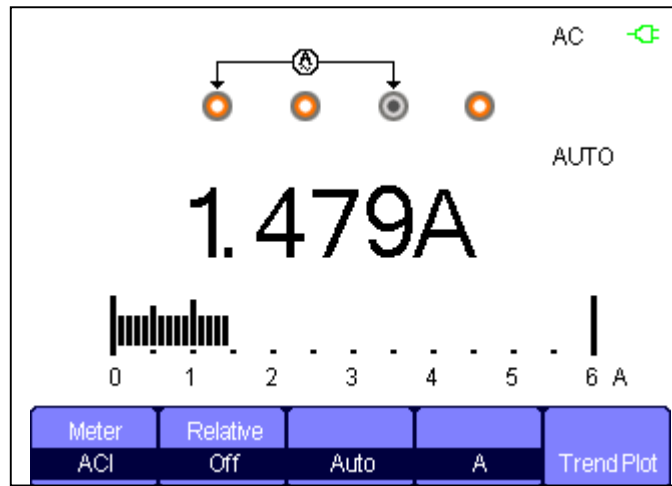 AC
A
AUTO
1.479A
0 1 2 3 4 5 6 A
Meter Relative
ACI Off Auto A Trend Plot